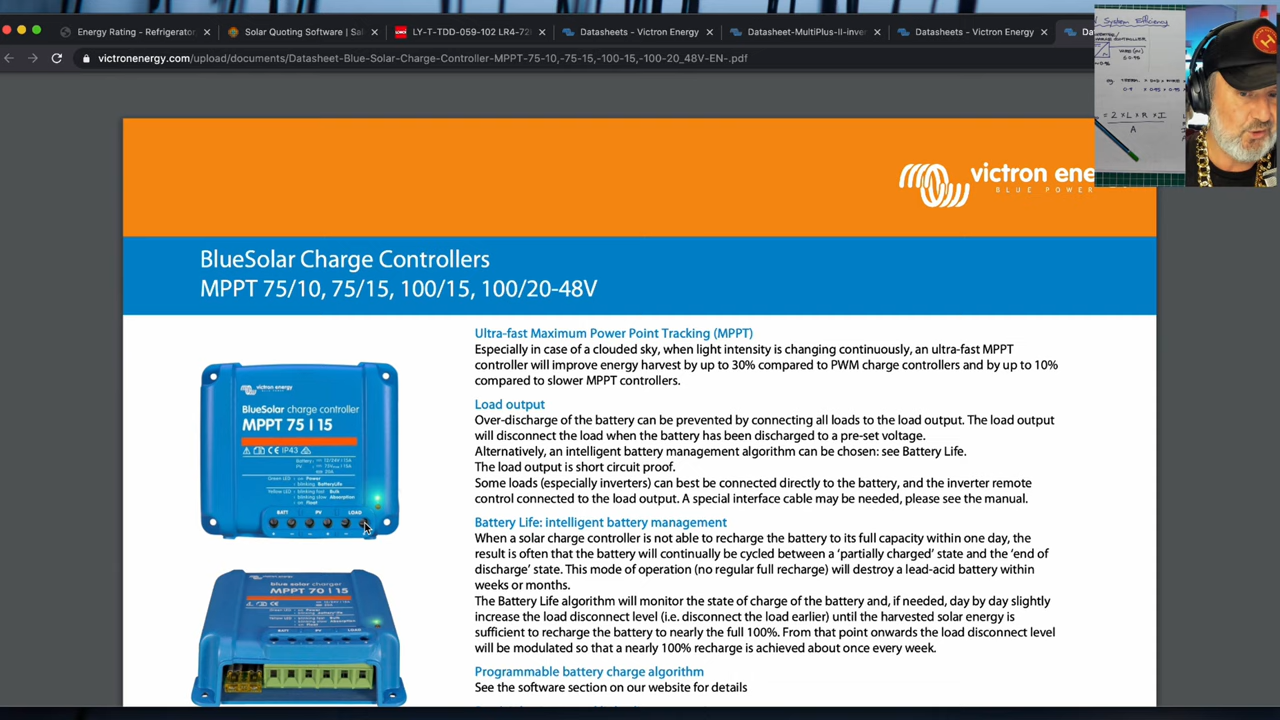 Energy Rating - Refrigerator
Solar Quoting Software | Sal
Datasheets - Victron Energy
Datasheet-MultiPlus-II-inver
Datasheets - Victron Energy
victronenergy.com/upload/documents/Datasheet-Blue-Solar-Charge-Controller-MPPT-75-10,-75-15,-100-15,-100-20_48V-EN-.pdf
System Efficiency
= 2 x L x R x I
A
victron ene
BLUE POWER
BlueSolar Charge Controllers
MPPT 75/10, 75/15, 100/15, 100/20-48V
Ultra-fast Maximum Power Point Tracking (MPPT)
Especially in case of a clouded sky, when light intensity is changing continuously, an ultra-fast MPPT
controller will improve energy harvest by up to 30% compared to PWM charge controllers and by up to 10%
compared to slower MPPT controllers.
Load output
Over-discharge of the battery can be prevented by connecting all loads to the load output. The load output
will disconnect the load when the battery has been discharged to a pre-set voltage.
Alternatively, an intelligent battery management algorithm can be chosen: see Battery Life.
The load output is short circuit proof.
Some loads (especially inverters) can best be connected directly to the battery, and the inverter remote
control connected to the load output. A special interface cable may be needed, please see the manual.
Battery Life: intelligent battery management
When a solar charge controller is not able to recharge the battery to its full capacity within one day, the
result is often that the battery will continually be cycled between a 'partially charged' state and the 'end of
discharge' state. This mode of operation (no regular full recharge) will destroy a lead-acid battery within
weeks or months.
The Battery Life algorithm will monitor the state of charge of the battery and, if needed, day by day slightly
increase the load disconnect level (i.e. disconnect the load earlier) until the harvested solar energy is
sufficient to recharge the battery to nearly the full 100%. From that point onwards the load disconnect level
will be modulated so that a nearly 100% recharge is achieved about once every week.
Programmable battery charge algorithm
See the software section on our website for details
victron energy
BlueSolar charge controller
MPPT 75 | 15
BATT PV LOAD
blue solar charger
MPPT 70 | 15